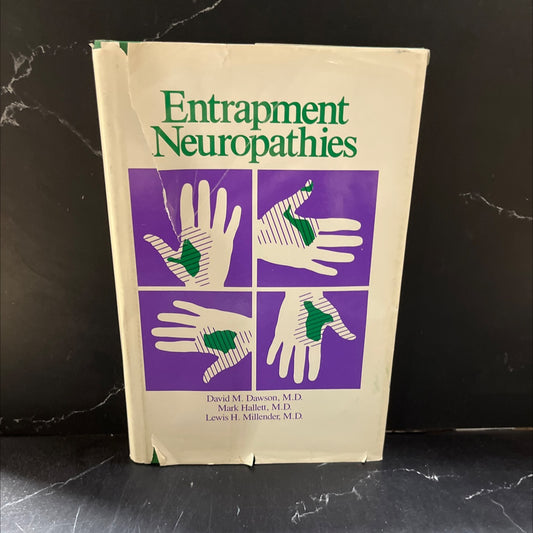 Entrapment
Neuropathies
David M. Dawson, M.D.
Mark Hallett, M.D.
Lewis H. Millender, M.D.